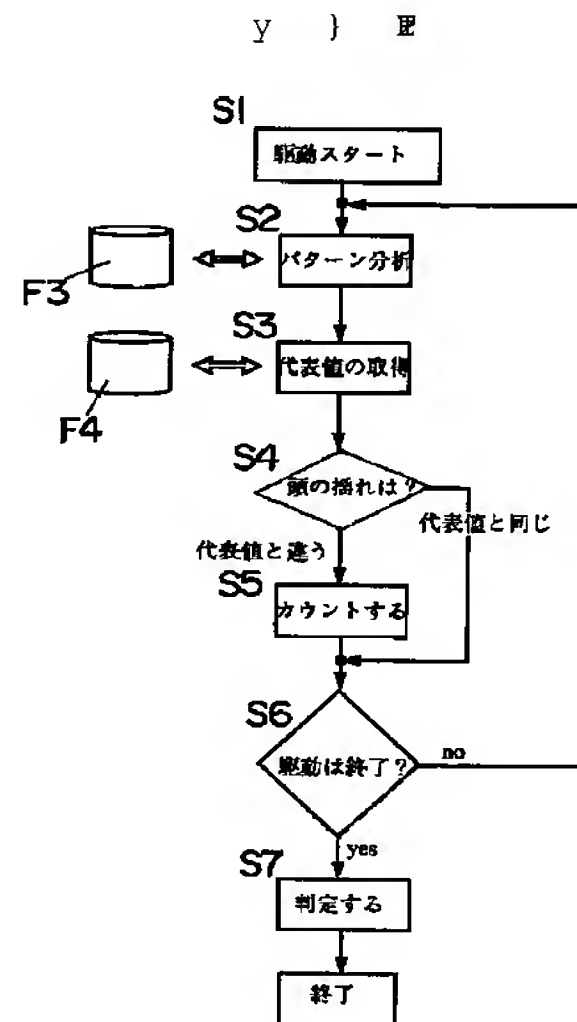 y } E
S1
駆動スタート
S2
パターン分析
F3
S3
代表値の取得
F4
S4
頭の揺れは？
代表値と同じ
代表値と違う
S5
カウントする
S6
駆動は終了？
no
yes
S7
判定する
終了